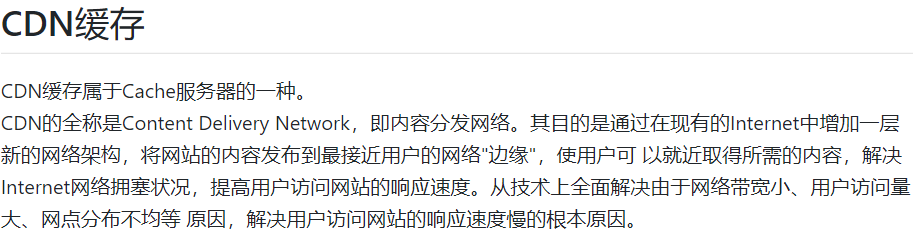 CDN缓存
CDN缓存属于Cache服务器的一种。
CDN的全称是Content Delivery Network，即内容分发网络。其目的是通过在现有的Internet中增加一层
新的网络架构，将网站的内容发布到最接近用户的网络"边缘"，使用户可 以就近取得所需的内容，解决
Internet网络拥塞状况，提高用户访问网站的响应速度。从技术上全面解决由于网络带宽小、用户访问量
大、网点分布不均等 原因，解决用户访问网站的响应速度慢的根本原因。